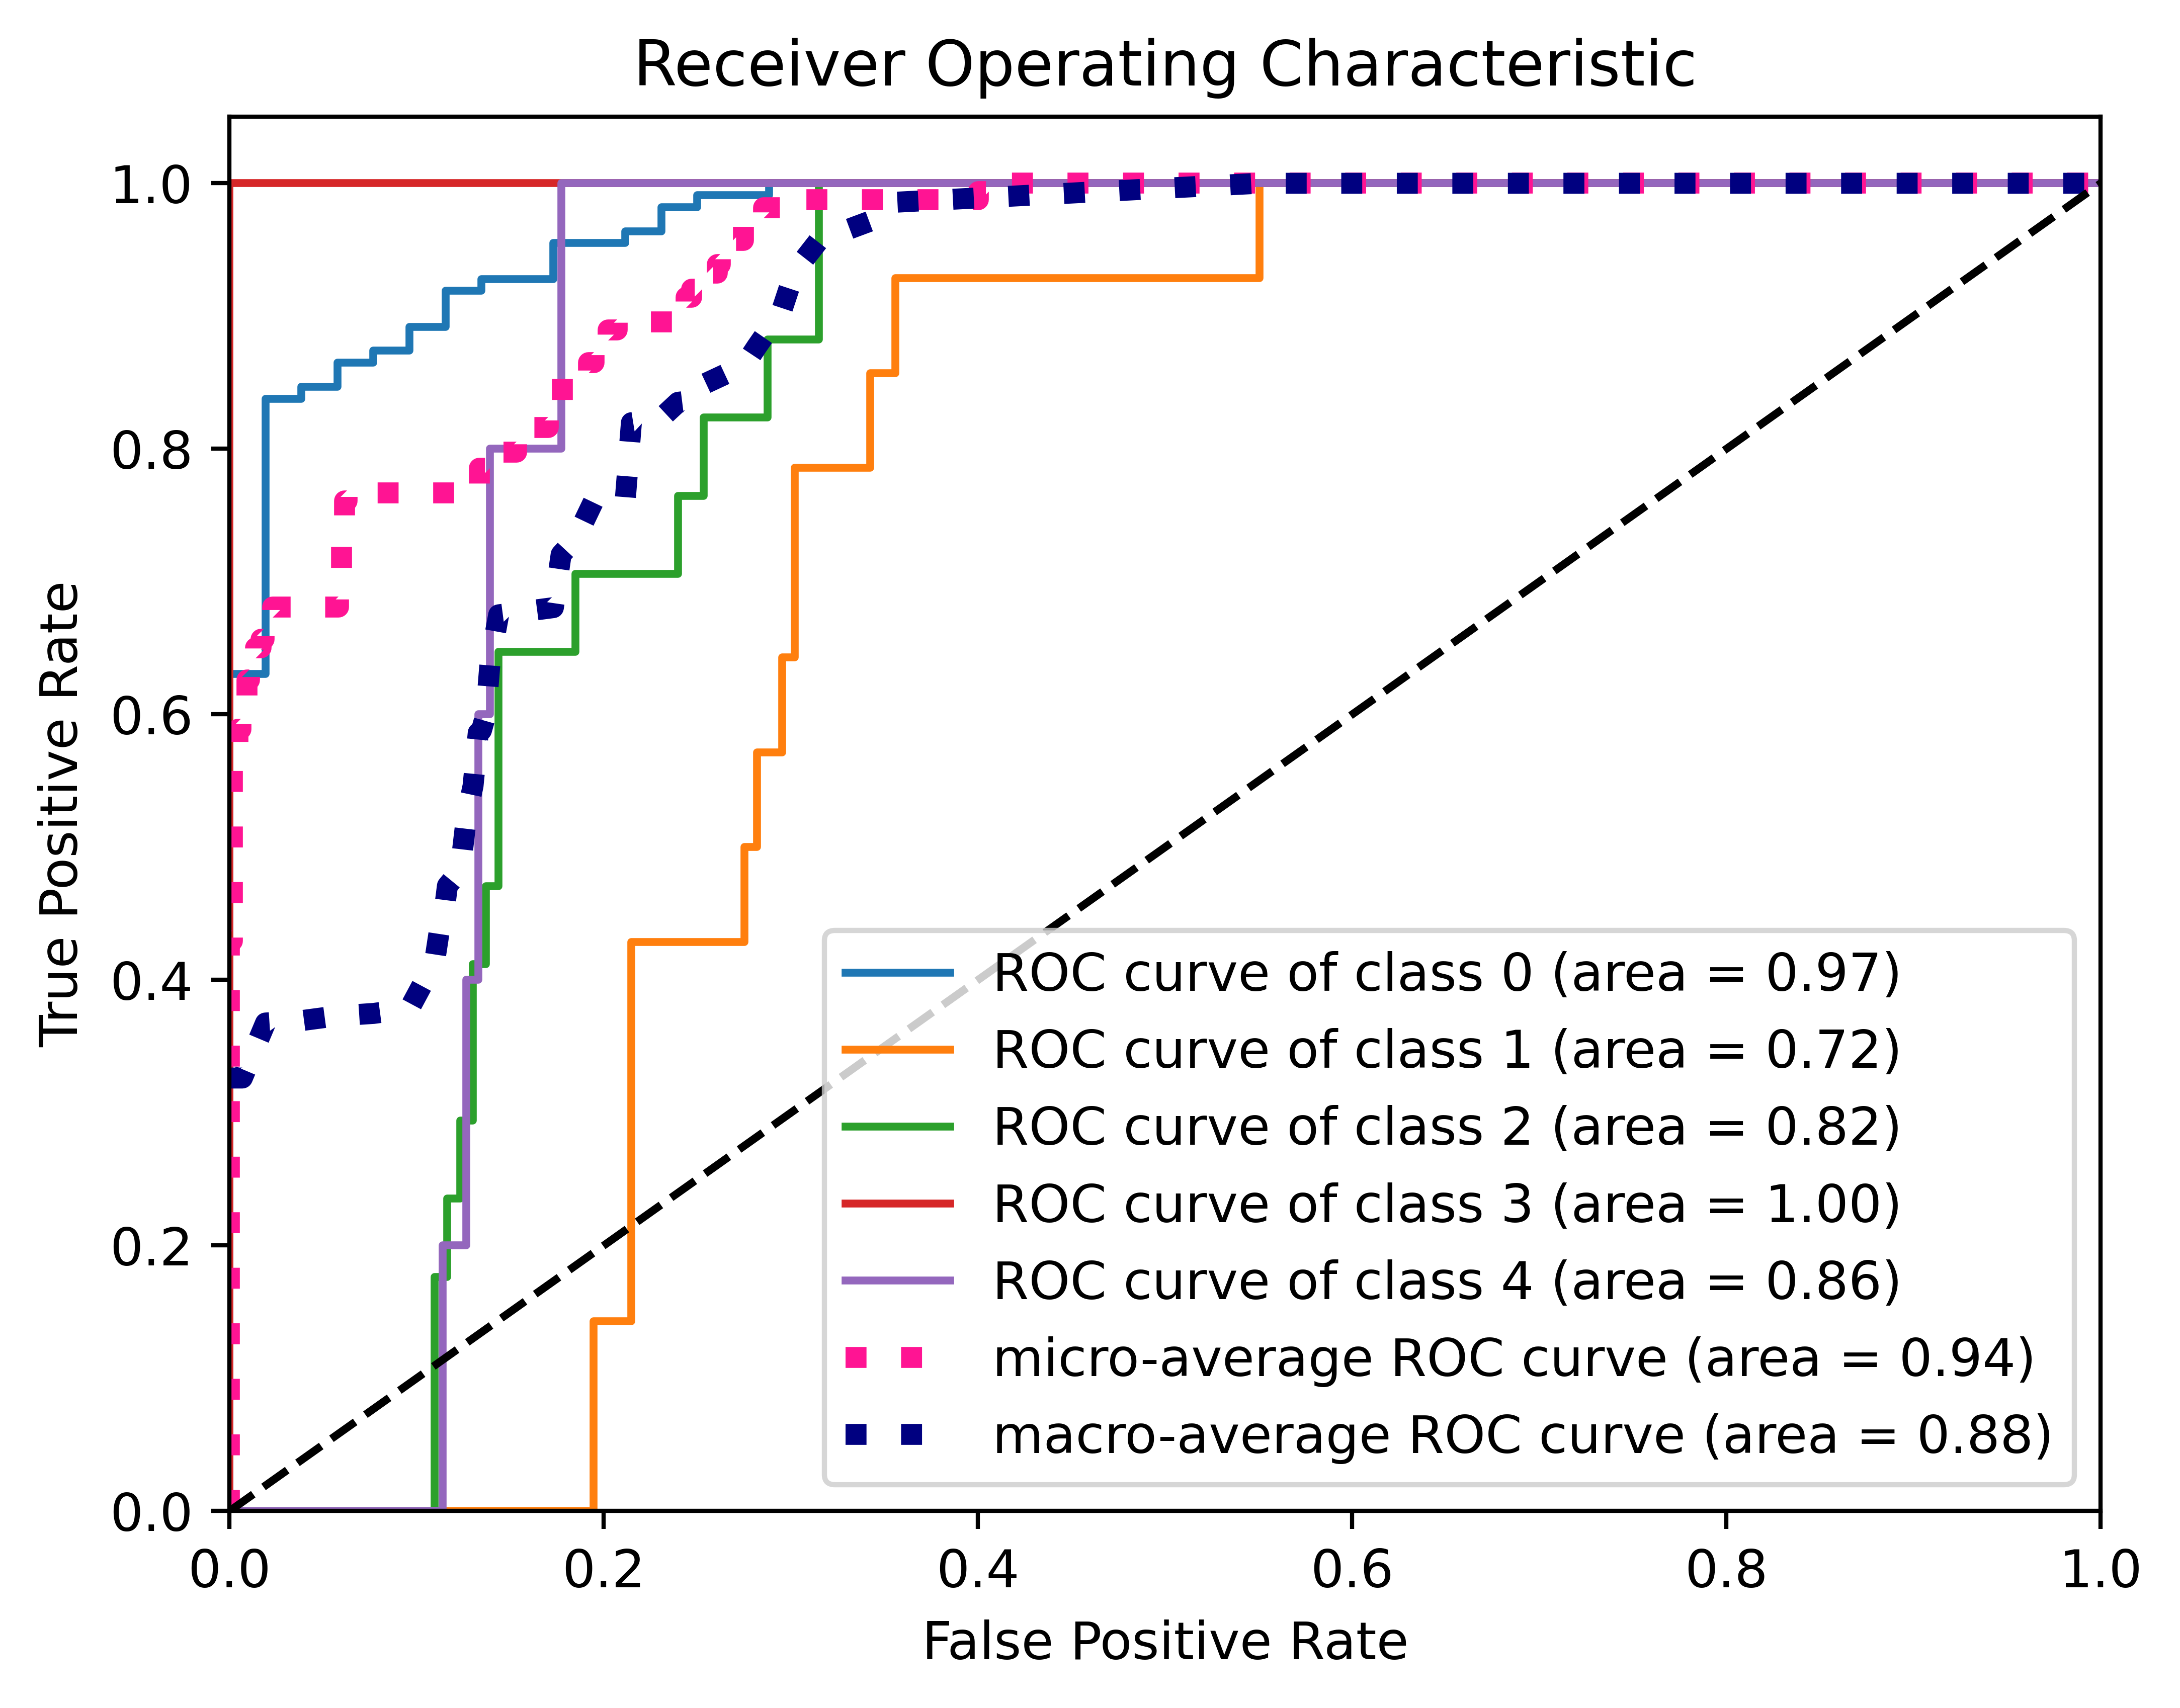 Receiver Operating Characteristic
True Positive Rate
1.0
0.8
0.6
0.4
0.2
0.0
ROC curve of class 0 (area = 0.97)
ROC curve of class 1 (area = 0.72)
ROC curve of class 2 (area = 0.82)
ROC curve of class 3 (area = 1.00)
ROC curve of class 4 (area = 0.86)
micro-average ROC curve (area = 0.94)
macro-average ROC curve (area = 0.88)
0.0 0.2 0.4 0.6 0.8 1.0
False Positive Rate